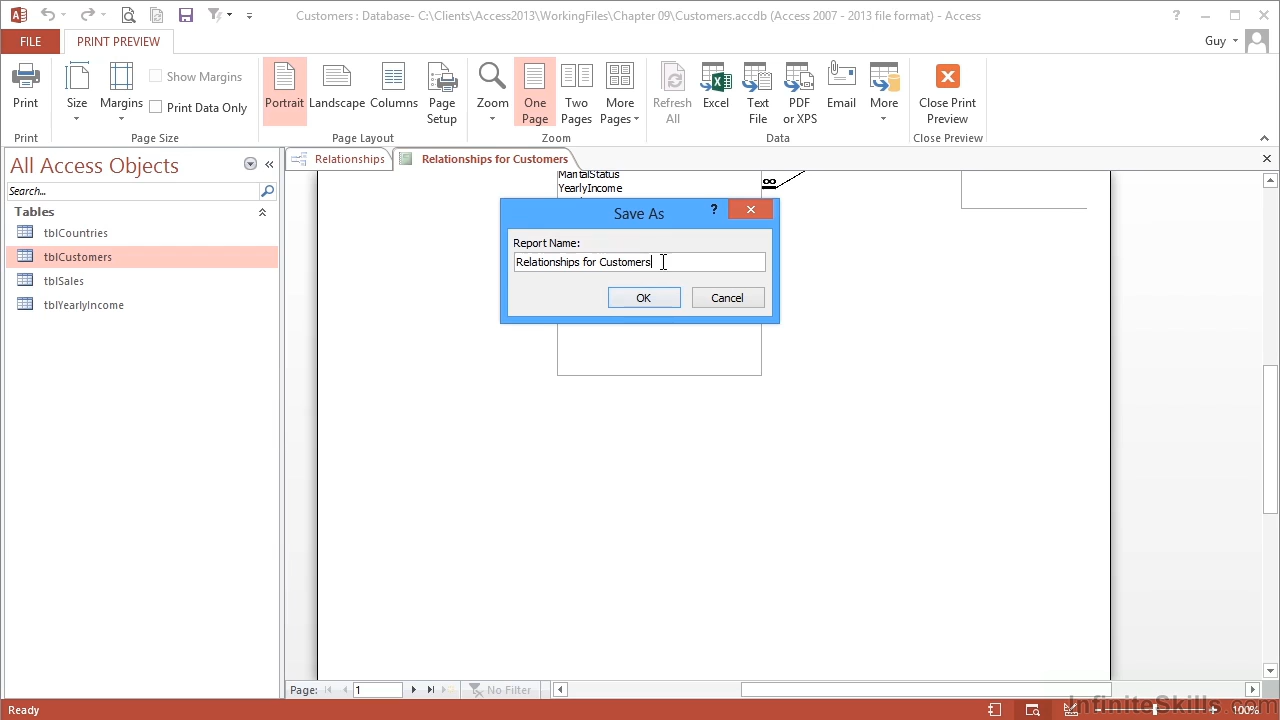 Customers : Database- C:\Clients\Access2013\WorkingFiles\Chapter 09\Customers.accdb (Access 2007 - 2013 file format) - Access
?
FILE
PRINT PREVIEW
Guy
Print
Size
Margins
Show Margins
Print Data Only
Portrait
Landscape
Columns
Page Setup
Zoom
One Page
Two Pages
More Pages
Refresh All
Excel
Text File
PDF or XPS
Email
More
Close Print Preview
Print
Page Size
Page Layout
Zoom
Data
Close Preview
All Access Objects
Search...
Tables
tblCountries
tblCustomers
tblSales
tblYearlyIncome
Relationships
Relationships for Customers
MaritalStatus
YearlyIncome
∞
Save As
?
Report Name:
Relationships for Customers
OK
Cancel
Page:
1
No Filter
Ready
100%
InfiniteSkills.com